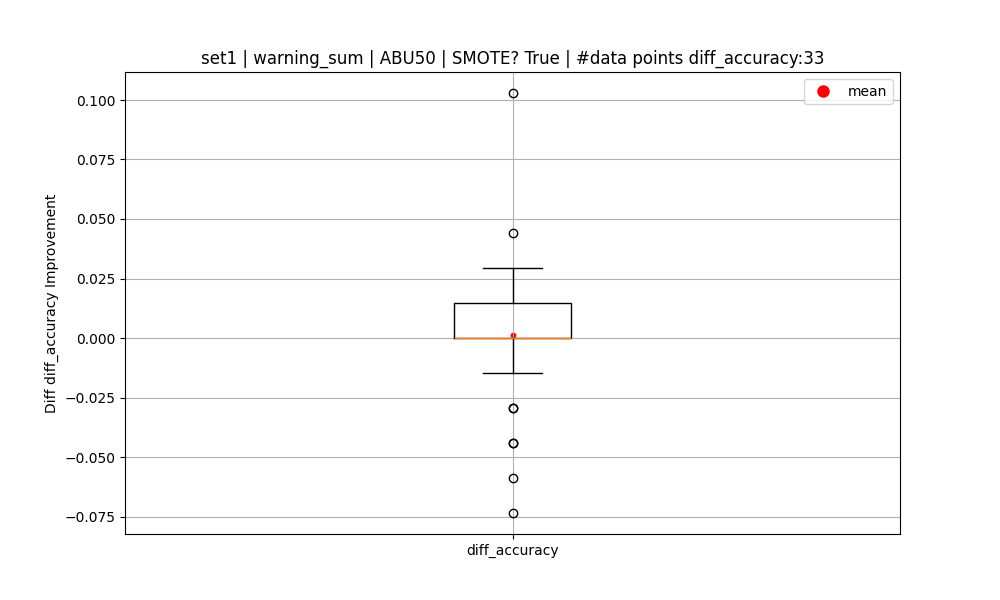 set1 | warning_sum | ABU50 | SMOTE? True | #data points diff_accuracy:33
mean
0.100
0.075
0.050
0.025
0.000
−0.025
−0.050
−0.075
Diff diff_accuracy Improvement
diff_accuracy